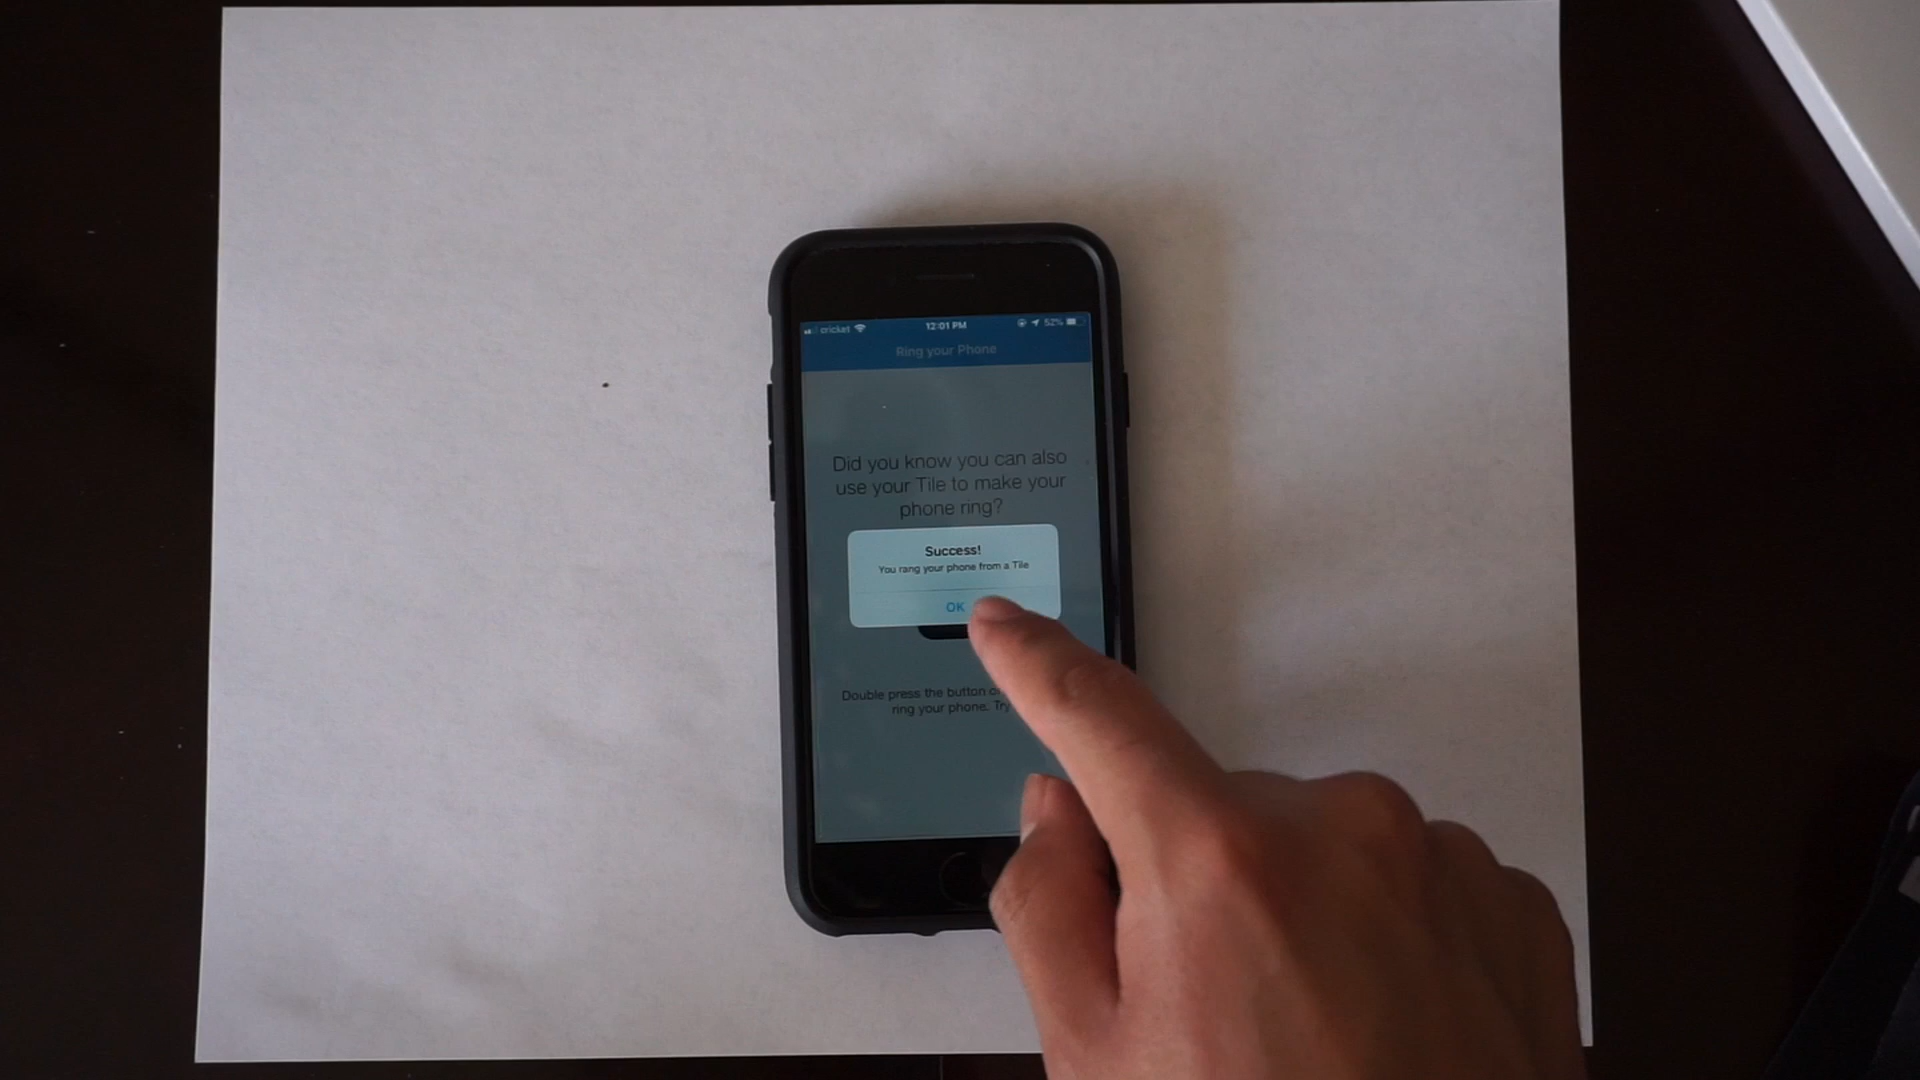 cricket 12:01 PM 52%
Ring your Phone
Did you know you can also
use your Tile to make your
phone ring?
Success!
You rang your phone from a Tile
OK
Double press the button
ring your phone. Try